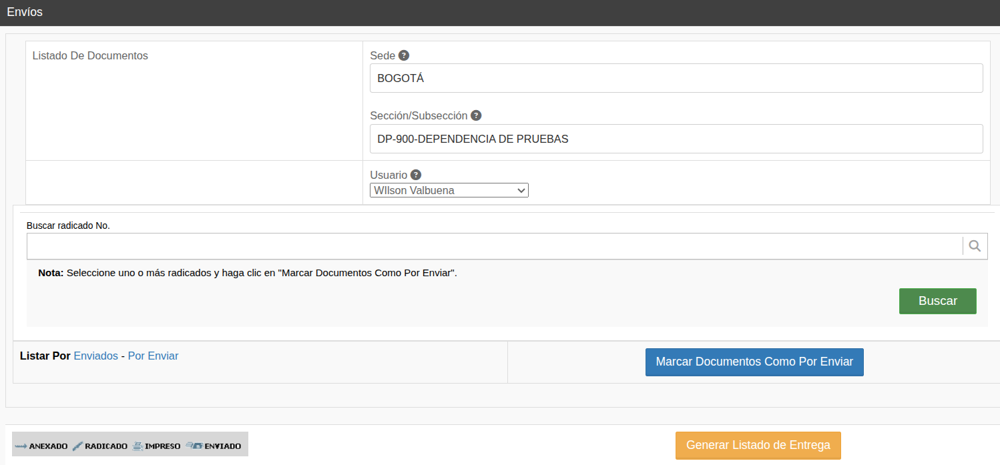 Envíos
Listado De Documentos
Sede ?
BOGOTÁ
Sección/Subsección ?
DP-900-DEPENDENCIA DE PRUEBAS
Usuario ?
WIlson Valbuena
Buscar radicado No.
Nota: Seleccione uno o más radicados y haga clic en "Marcar Documentos Como Por Enviar".
Buscar
Listar Por Enviados - Por Enviar
Marcar Documentos Como Por Enviar
ANEXADO RADICADO IMPRESO ENVIADO
Generar Listado de Entrega